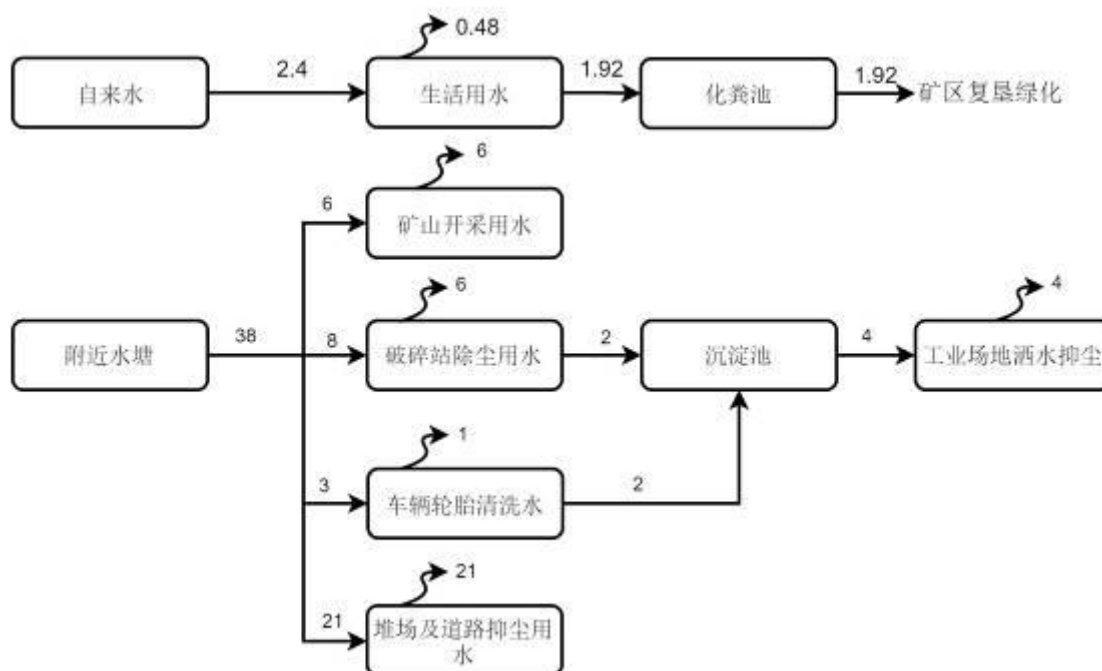 0.48
自来水
2.4
生活用水
1.92
化粪池
1.92
矿区复垦绿化
6
6
矿山开采用水
6
4
附近水塘
38
8
破碎站除尘用水
2
沉淀池
4
工业场地洒水抑尘
1
3
车辆轮胎清洗水
2
21
21
堆场及道路抑尘用
水